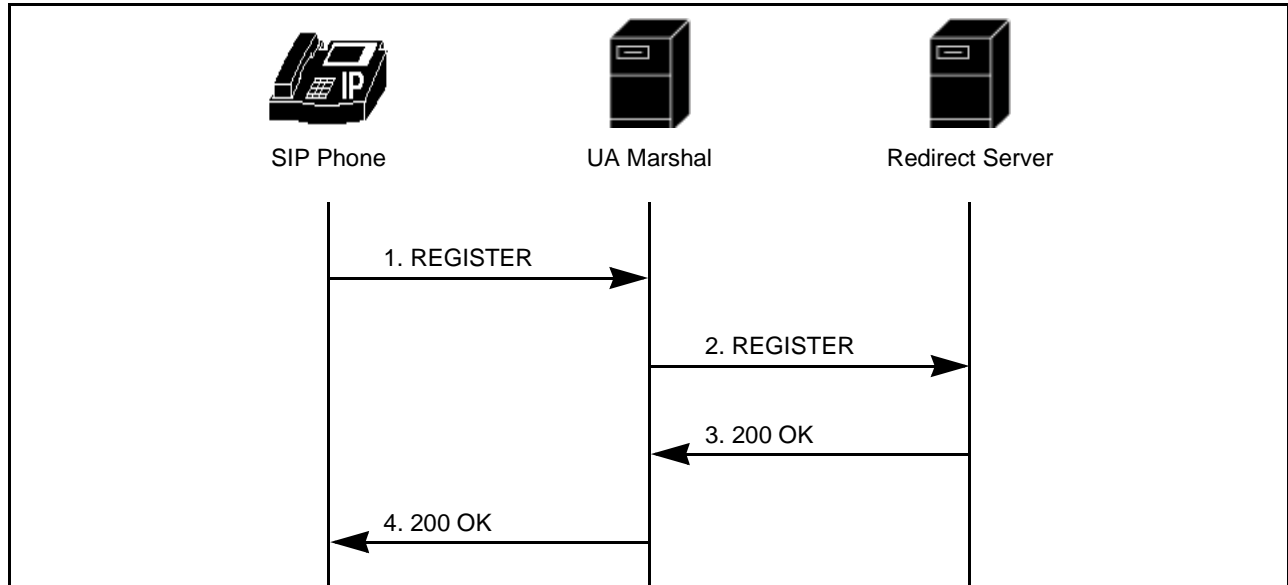 IP
SIP Phone
UA Marshal
Redirect Server
1. REGISTER
2. REGISTER
3. 200 OK
4. 200 OK